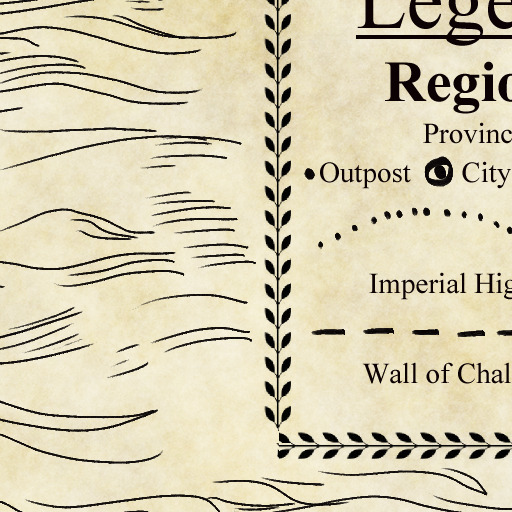 Lege
Regio
Provinc
Outpost City
Imperial Hig
Wall of Chal